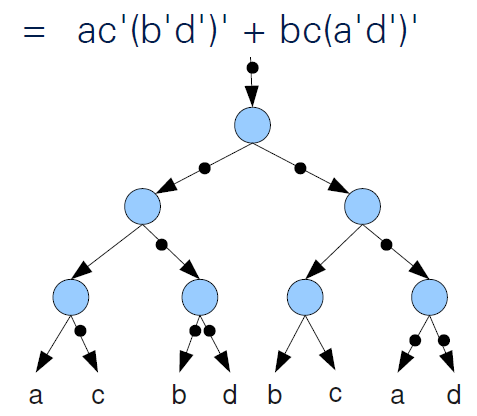 = ac'(b'd')' + bc(a'd')'
a c b d b c a d